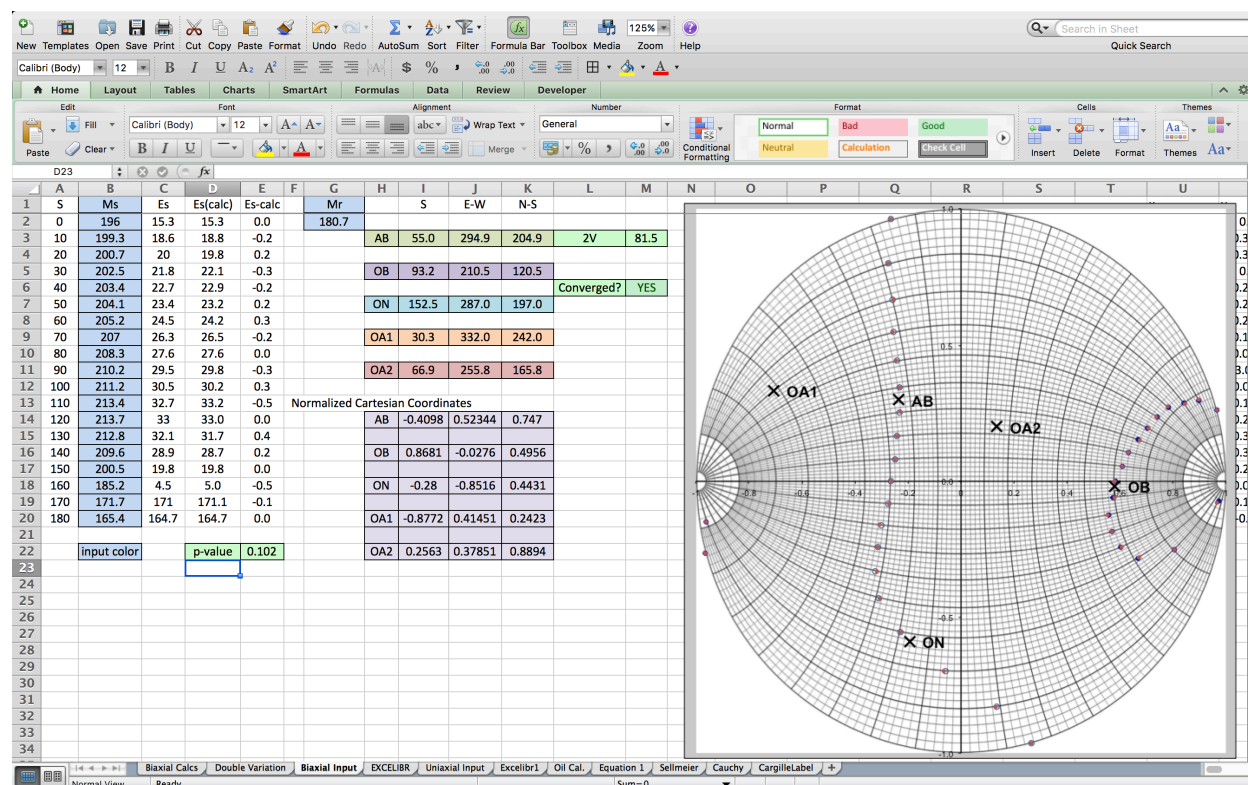 New Templates Open Save Print Cut Copy Paste Format Undo Redo AutoSum Sort Filter Formula Bar Toolbox Media Zoom Help
125%
Search in Sheet
Quick Search
Calibri (Body) 12 B I U A2 A2 $ % , .0 .00 .00 .0
Home Layout Tables Charts SmartArt Formulas Data Review Developer
Edit Font Alignment Number Format Cells Themes
Paste Fill Calibri (Body) 12 A A abc Wrap Text General Normal Bad Good
Clear B I U A Merge % , Conditional Formatting Neutral Calculation Check Cell Insert Delete Format Themes Aa
D23 fx
A B C D E F G H I J K L M N O P Q R S T U
1 S Ms Es Es(calc) Es-calc Mr S E-W N-S
2 0 196 15.3 15.3 0.0 180.7
3 10 199.3 18.6 18.8 -0.2 AB 55.0 294.9 204.9 2V 81.5
4 20 200.7 20 19.8 0.2
5 30 202.5 21.8 22.1 -0.3 OB 93.2 210.5 120.5
6 40 203.4 22.7 22.9 -0.2 Converged? YES
7 50 204.1 23.4 23.2 0.2 ON 152.5 287.0 197.0
8 60 205.2 24.5 24.2 0.3
9 70 207 26.3 26.5 -0.2 OA1 30.3 332.0 242.0
10 80 208.3 27.6 27.6 0.0
11 90 210.2 29.5 29.8 -0.3 OA2 66.9 255.8 165.8
12 100 211.2 30.5 30.2 0.3
13 110 213.4 32.7 33.2 -0.5 Normalized Cartesian Coordinates
14 120 213.7 33 33.0 0.0 AB -0.4098 0.52344 0.747
15 130 212.8 32.1 31.7 0.4
16 140 209.6 28.9 28.7 0.2 OB 0.8681 -0.0276 0.4956
17 150 200.5 19.8 19.8 0.0
18 160 185.2 4.5 5.0 -0.5 ON -0.28 -0.8516 0.4431
19 170 171.7 171 171.1 -0.1
20 180 165.4 164.7 164.7 0.0 OA1 -0.8772 0.41451 0.2423
21
22 input color p-value 0.102 OA2 0.2563 0.37851 0.8894
23
24
25
26
27
28
29
30
31
32
33
34
1.0
0.5
OA1
AB
OA2
-1 -0.6 -0.4 -0.2 0.0 0.2 0.4 0.6 0.8
OB
-0.5
ON
-1.0
Biaxial Calcs Double Variation Biaxial Input EXCELIBR Uniaxial Input Excelibr1 Oil Cal. Equation 1 Sellmeier Cauchy CargilleLabel +
Normal View Ready Sum=0